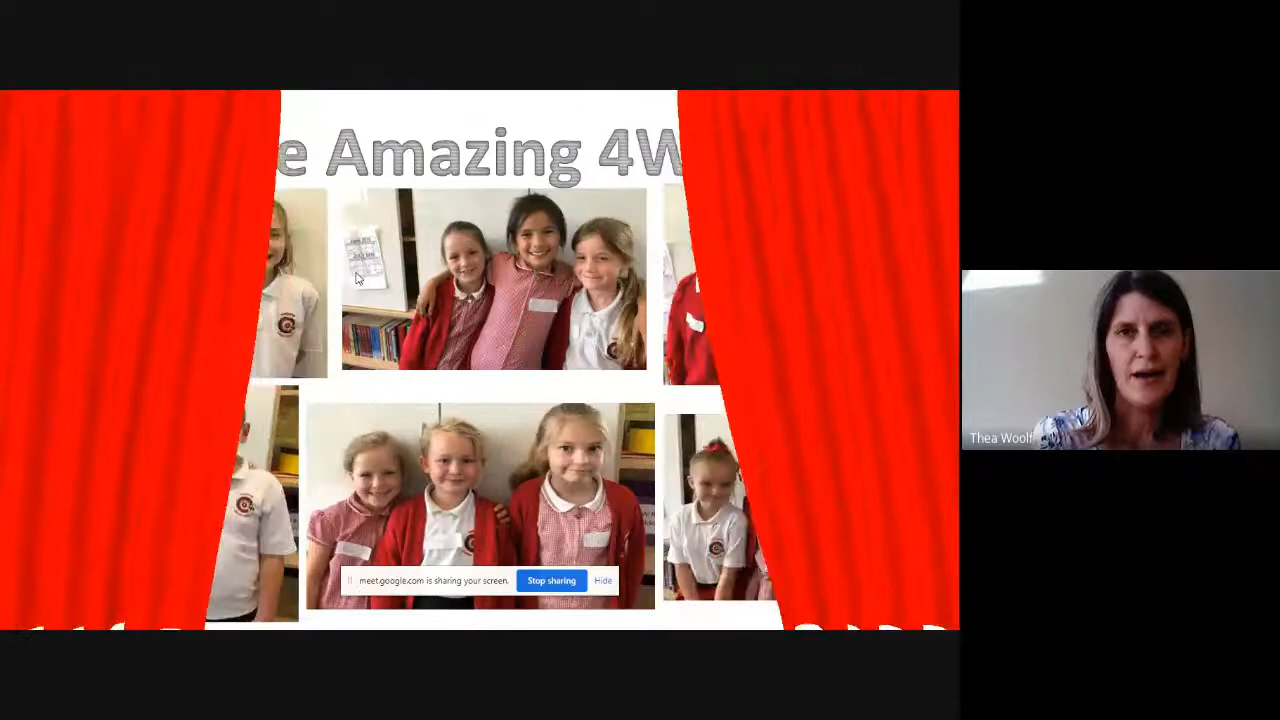 e Amazing 4W
meet.google.com is sharing your screen.
Stop sharing
Hide
Thea Woolf